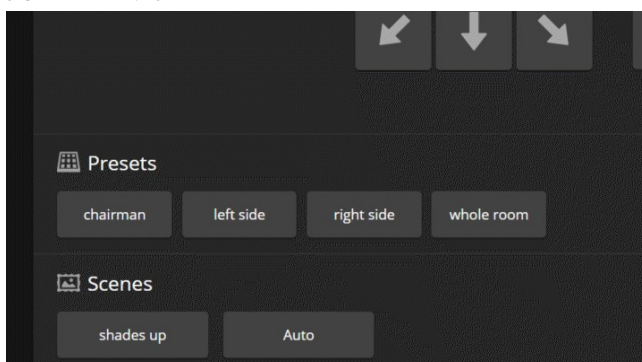 Presets
chairman left side right side whole room
Scenes
shades up Auto